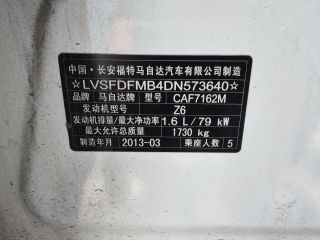 中国·长安福特马自达汽车有限公司制造
☆LVSFDFMB4DN573640☆
品牌 马自达牌 型号 CAF7162M
发动机型号 Z6
发动机排量/最大净功率 1.6 L/79 kW
最大允许总质量 1730 kg
制造年月 2013-03 乘座人数 5